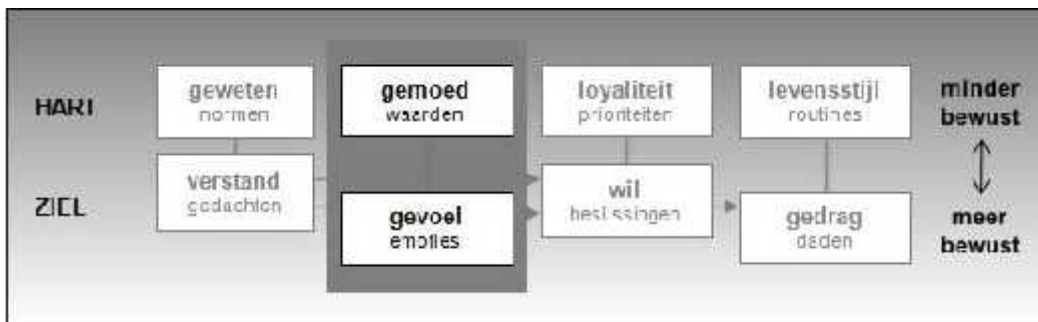 HART
geweten
normen
gemoed
waarden
loyaliteit
prioriteiten
levensstijl
routines
minder
bewust
ZIEL
verstand
gedachten
gevoel
emoties
wil
beslissingen
gedrag
daden
meer
bewust